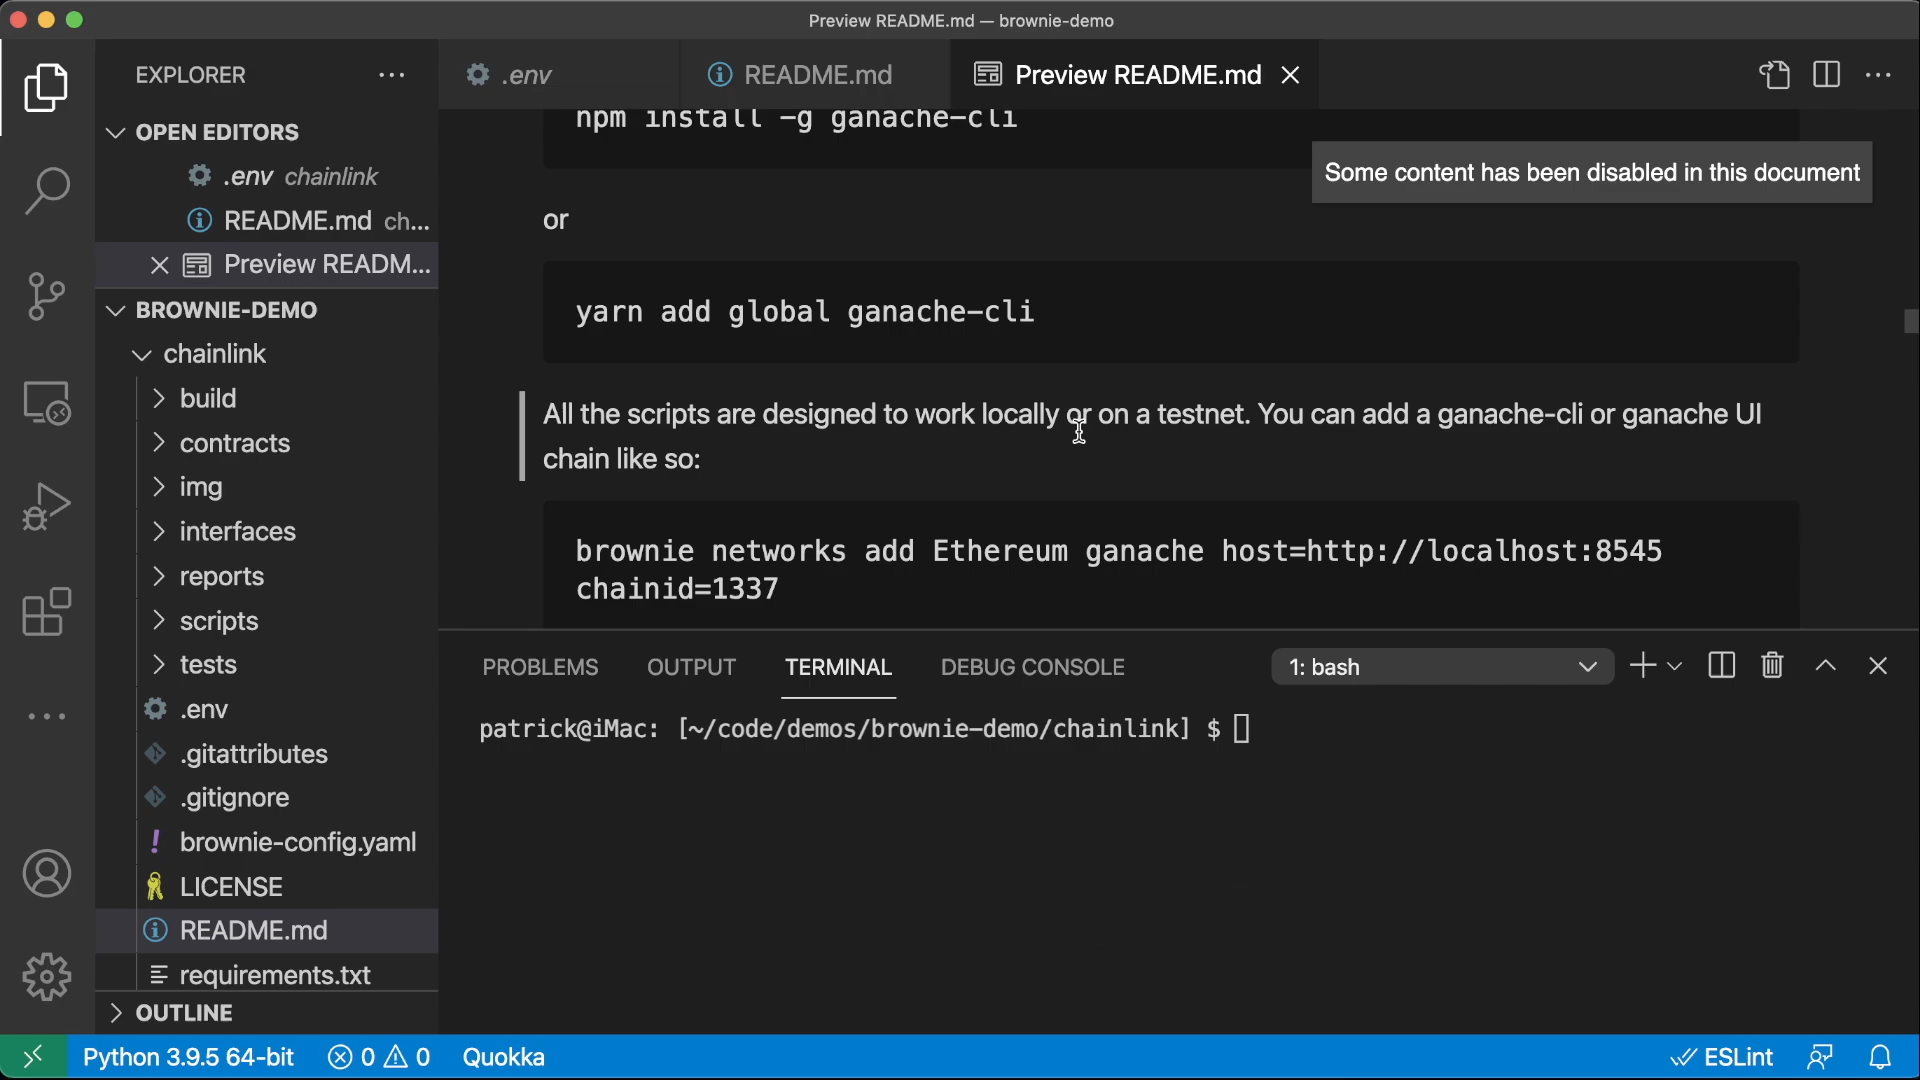 Preview README.md — brownie-demo
EXPLORER
.env
README.md
Preview README.md
OPEN EDITORS
.env chainlink
README.md ch...
Preview READM...
BROWNIE-DEMO
chainlink
build
contracts
img
interfaces
reports
scripts
tests
.env
.gitattributes
.gitignore
brownie-config.yaml
LICENSE
README.md
requirements.txt
OUTLINE
npm install -g ganache-cli
Some content has been disabled in this document
or
yarn add global ganache-cli
All the scripts are designed to work locally or on a testnet. You can add a ganache-cli or ganache UI
chain like so:
brownie networks add Ethereum ganache host=http://localhost:8545
chainid=1337
PROBLEMS
OUTPUT
TERMINAL
DEBUG CONSOLE
1: bash
patrick@iMac: [~/code/demos/brownie-demo/chainlink] $
Python 3.9.5 64-bit
0
0
Quokka
ESLint